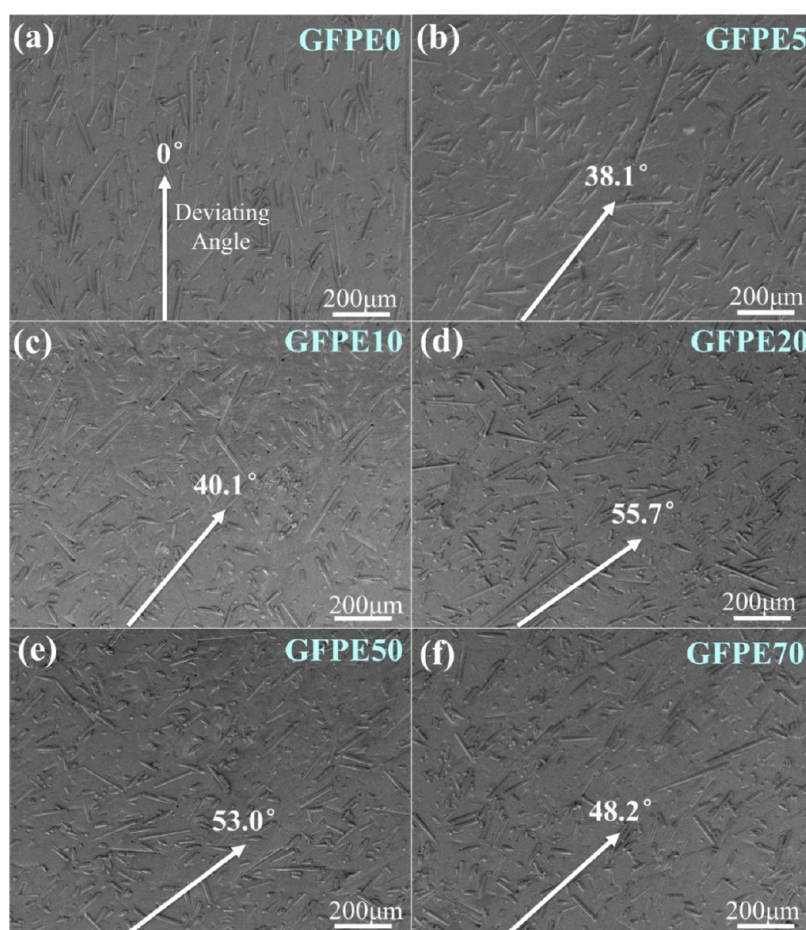 (a) GFPE0
0°
Deviating
Angle
200μm
(b) GFPE5
38.1°
200μm
(c) GFPE10
40.1°
200μm
(d) GFPE20
55.7°
200μm
(e) GFPE50
53.0°
200μm
(f) GFPE70
48.2°
200μm